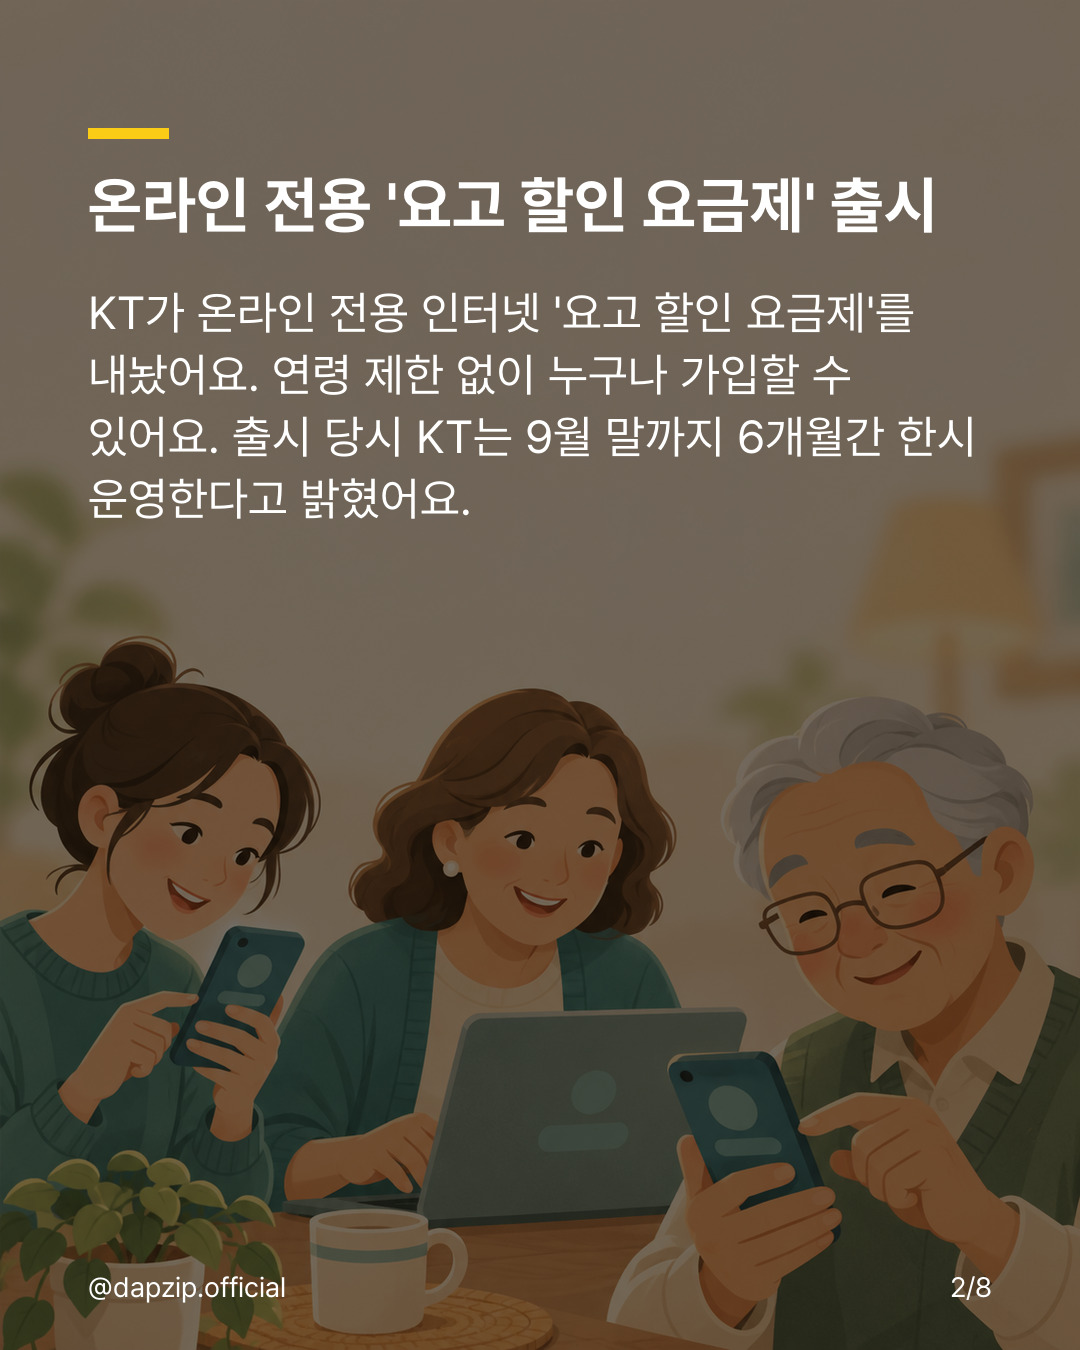 온라인 전용 '요고 할인 요금제' 출시
KT가 온라인 전용 인터넷 '요고 할인 요금제'를
내놨어요. 연령 제한 없이 누구나 가입할 수
있어요. 출시 당시 KT는 9월 말까지 6개월간 한시
운영한다고 밝혔어요.
@dapzip.official
2/8